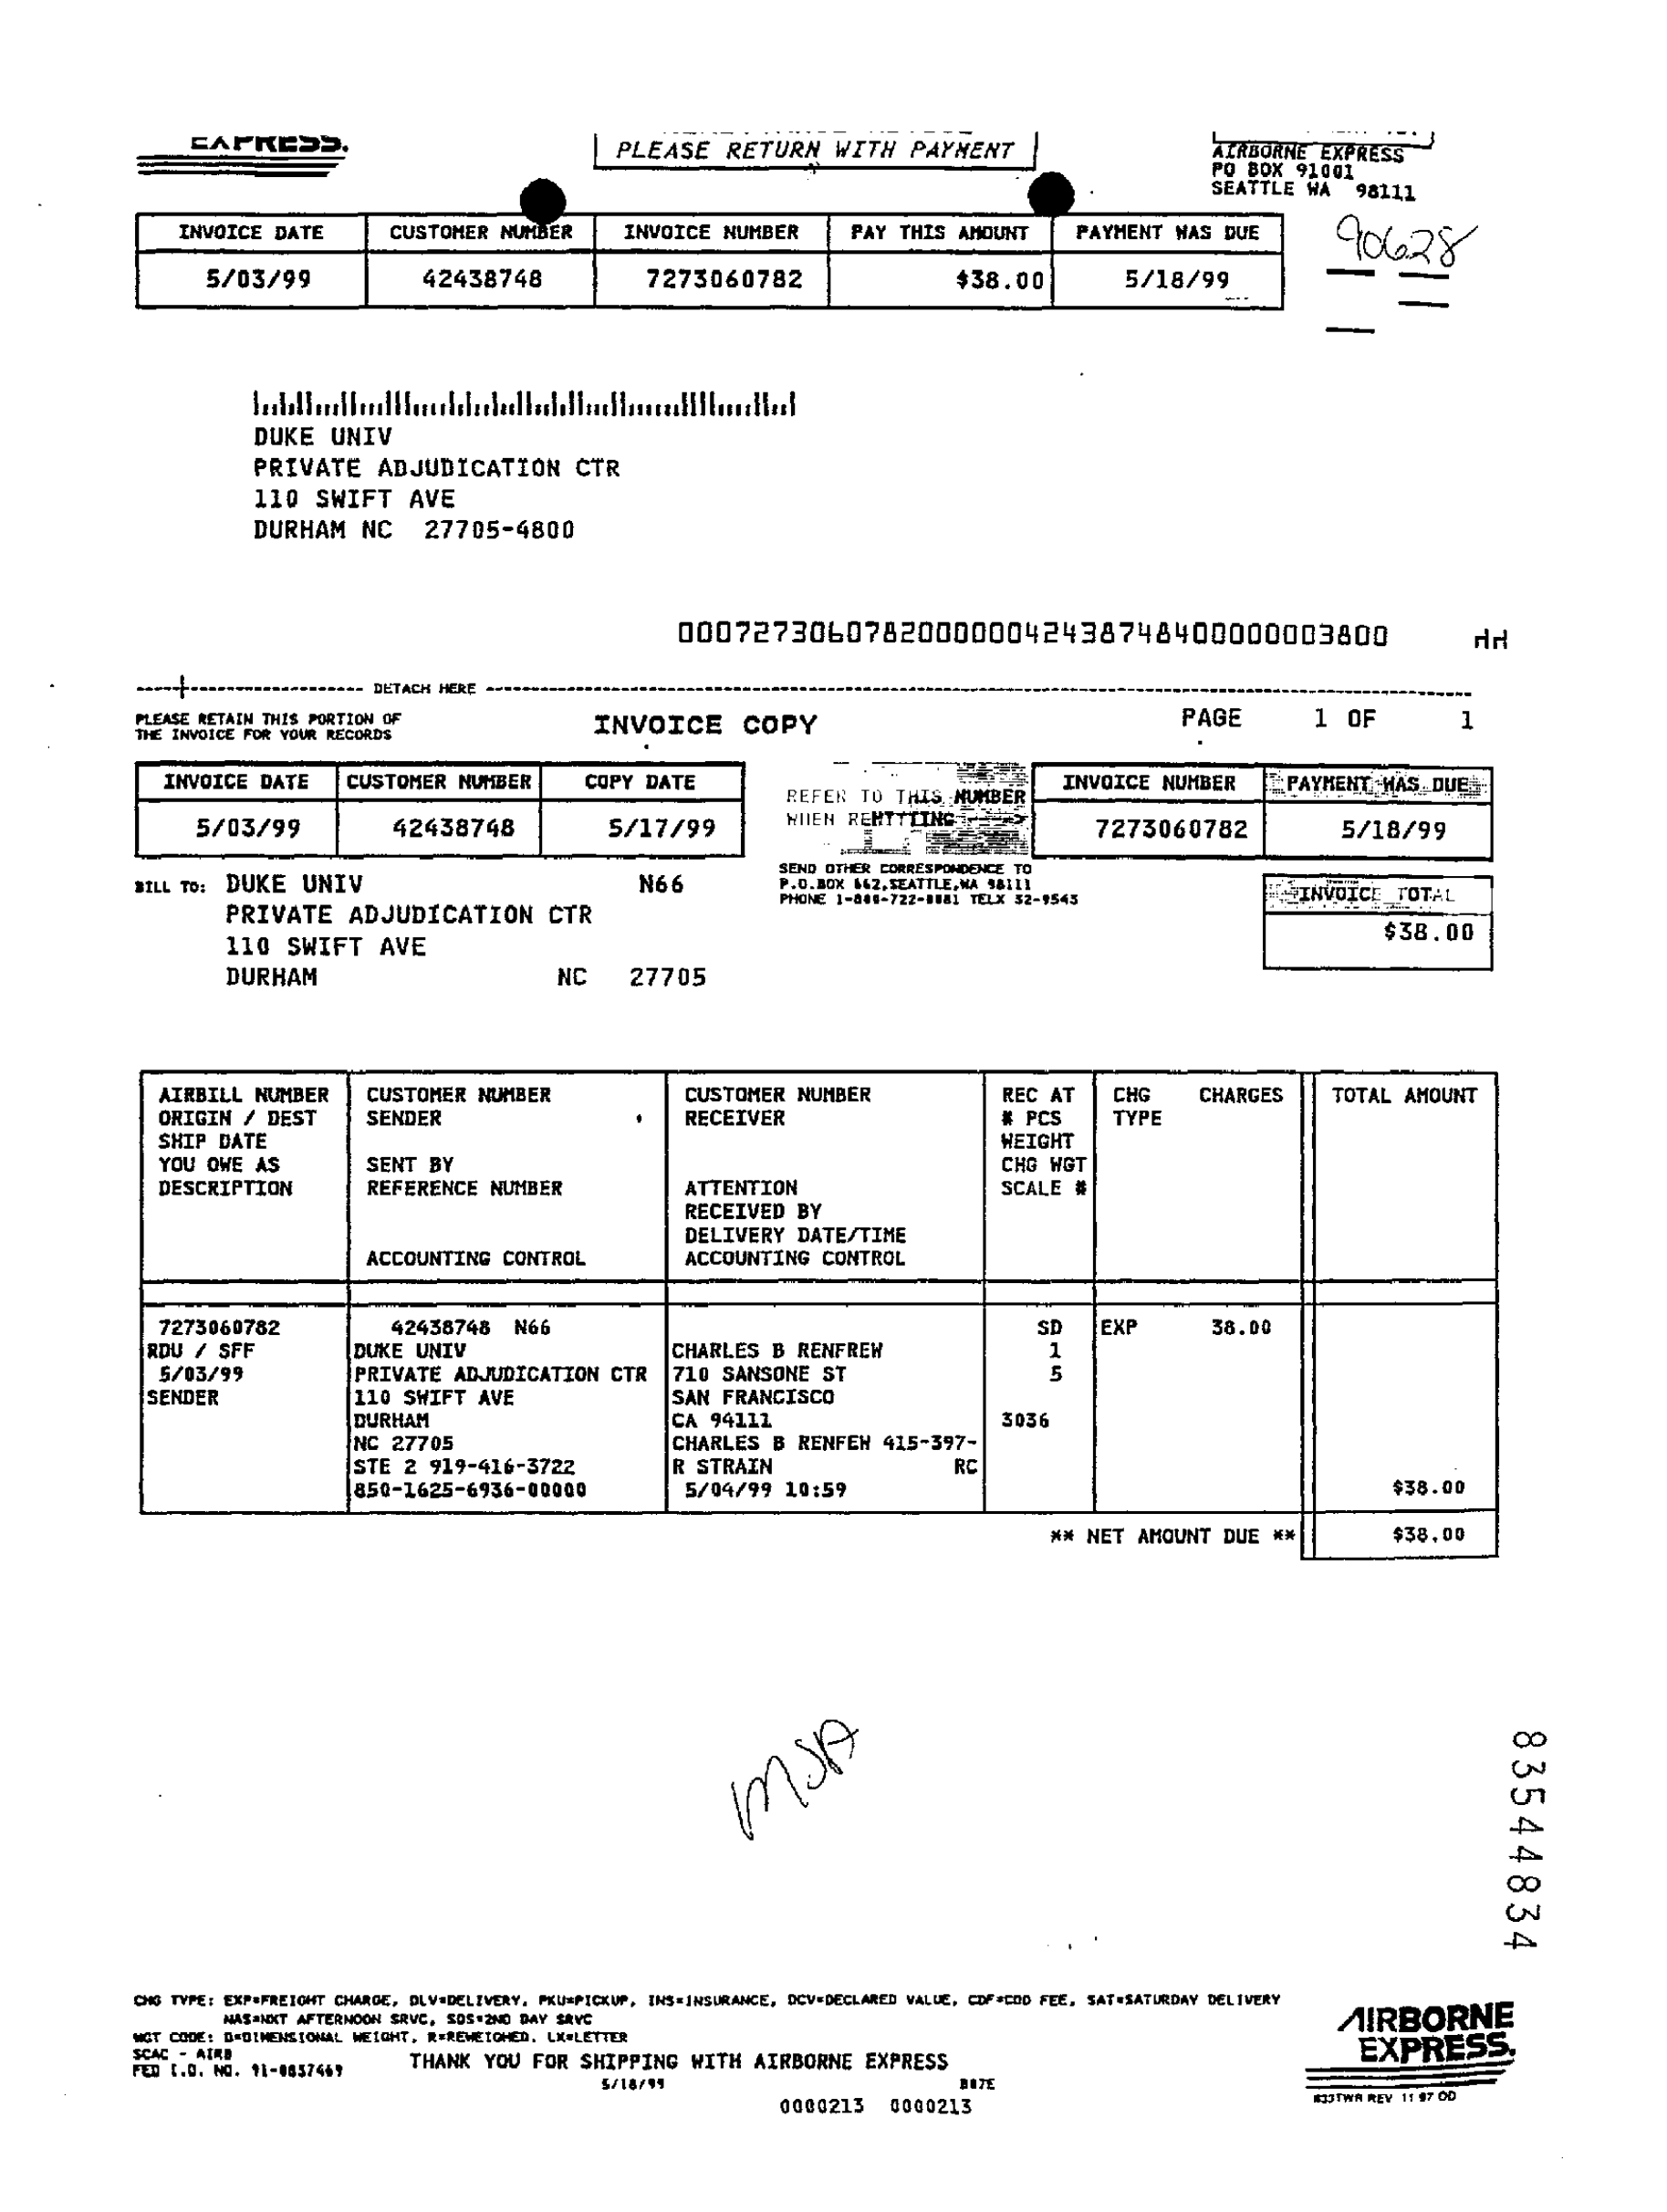 EXPRESS.
PLEASE RETURN WITH PAYMENT
AIRBORNE EXPRESS
PO BOX 91001
SEATTLE WA 98111
90628
INVOICE DATE CUSTOMER NUMBER INVOICE NUMBER PAY THIS AMOUNT PAYMENT WAS DUE
5/03/99 42438748 7273060782 $38.00 5/18/99
DUKE UNIV
PRIVATE ADJUDICATION CTR
110 SWIFT AVE
DURHAM NC 27705-4800
0007273060782000000042438748400000003800
DETACH HERE
PLEASE RETAIN THIS PORTION OF
THE INVOICE FOR YOUR RECORDS
INVOICE COPY
PAGE 1 OF 1
INVOICE DATE CUSTOMER NUMBER COPY DATE
5/03/99 42438748 5/17/99
REFER TO THIS NUMBER
WHEN REMITTING
INVOICE NUMBER PAYMENT WAS DUE
7273060782 5/18/99
SEND OTHER CORRESPONDENCE TO
P.O.BOX 662,SEATTLE,WA 98111
PHONE 1-800-722-0081 TELX 32-9543
BILL TO: DUKE UNIV N66
PRIVATE ADJUDICATION CTR
110 SWIFT AVE
DURHAM NC 27705
INVOICE TOTAL
$38.00
AIRBILL NUMBER CUSTOMER NUMBER CUSTOMER NUMBER REC AT CHG CHARGES TOTAL AMOUNT
ORIGIN / DEST SENDER RECEIVER # PCS TYPE
SHIP DATE WEIGHT
YOU OWE AS SENT BY CHG WGT
DESCRIPTION REFERENCE NUMBER ATTENTION SCALE #
RECEIVED BY
DELIVERY DATE/TIME
ACCOUNTING CONTROL ACCOUNTING CONTROL
7273060782 42438748 N66 SD EXP 38.00
RDU / SFF DUKE UNIV CHARLES B RENFREW 1
5/03/99 PRIVATE ADJUDICATION CTR 710 SANSONE ST 5
SENDER 110 SWIFT AVE SAN FRANCISCO
DURHAM CA 94111 3036
NC 27705 CHARLES B RENFEW 415-397-
STE 2 919-416-3722 R STRAIN RC
850-1625-6936-00000 5/04/99 10:59 $38.00
** NET AMOUNT DUE ** $38.00
MSA
83544834
CHG TYPE: EXP=FREIGHT CHARGE, DLV=DELIVERY, PKU=PICKUP, INS=INSURANCE, DCV=DECLARED VALUE, CDF=COD FEE, SAT=SATURDAY DELIVERY
NAS=NXT AFTERNOON SRVC, SDS=2ND DAY SRVC
WGT CODE: D=DIMENSIONAL WEIGHT, R=REWEIGHED, LX=LETTER
SCAC - AIRB
FED I.D. NO. 91-0837469
THANK YOU FOR SHIPPING WITH AIRBORNE EXPRESS
5/18/99
0000213 0000213
AIRBORNE
EXPRESS.
REV 11 97 OD